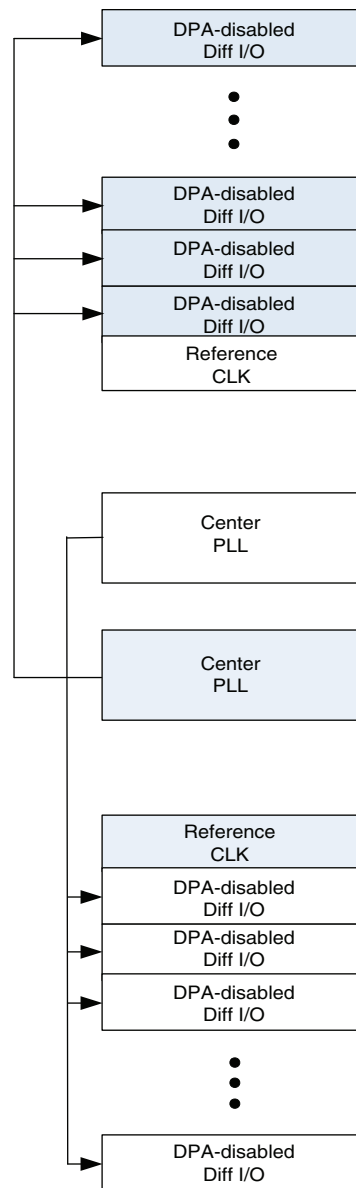 DPA-disabled
Diff I/O
DPA-disabled
Diff I/O
DPA-disabled
Diff I/O
DPA-disabled
Diff I/O
Reference
CLK
Center
PLL
Center
PLL
Reference
CLK
DPA-disabled
Diff I/O
DPA-disabled
Diff I/O
DPA-disabled
Diff I/O
DPA-disabled
Diff I/O